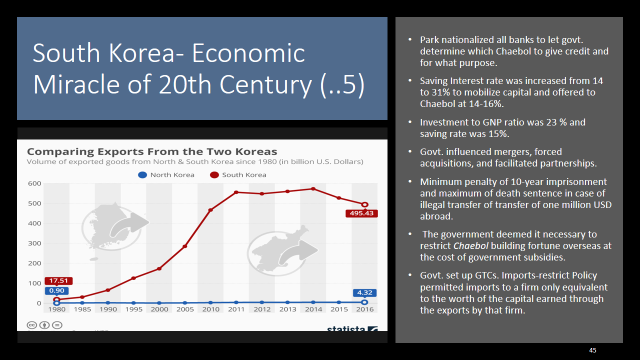 South Korea- Economic
Miracle of 20th Century (..5)
Comparing Exports From the Two Koreas
Volume of exported goods from North & South Korea since 1980 (in billion U.S. Dollars)
North Korea South Korea
600
500
400
300
200
100
0
17.51
0.90
495.43
4.32
1980 1985 1990 1995 2000 2005 2010 2011 2012 2013 2014 2015 2016
statista
• Park nationalized all banks to let govt.
determine which Chaebol to give credit and
for what purpose.
• Saving Interest rate was increased from 14
to 31% to mobilize capital and offered to
Chaebol at 14-16%.
• Investment to GNP ratio was 23 % and
saving rate was 15%.
• Govt. influenced mergers, forced
acquisitions, and facilitated partnerships.
• Minimum penalty of 10-year imprisonment
and maximum of death sentence in case of
illegal transfer of transfer of one million USD
abroad.
• The government deemed it necessary to
restrict Chaebol building fortune overseas at
the cost of government subsidies.
• Govt. set up GTCs. Imports-restrict Policy
permitted imports to a firm only equivalent
to the worth of the capital earned through
the exports by that firm.
45